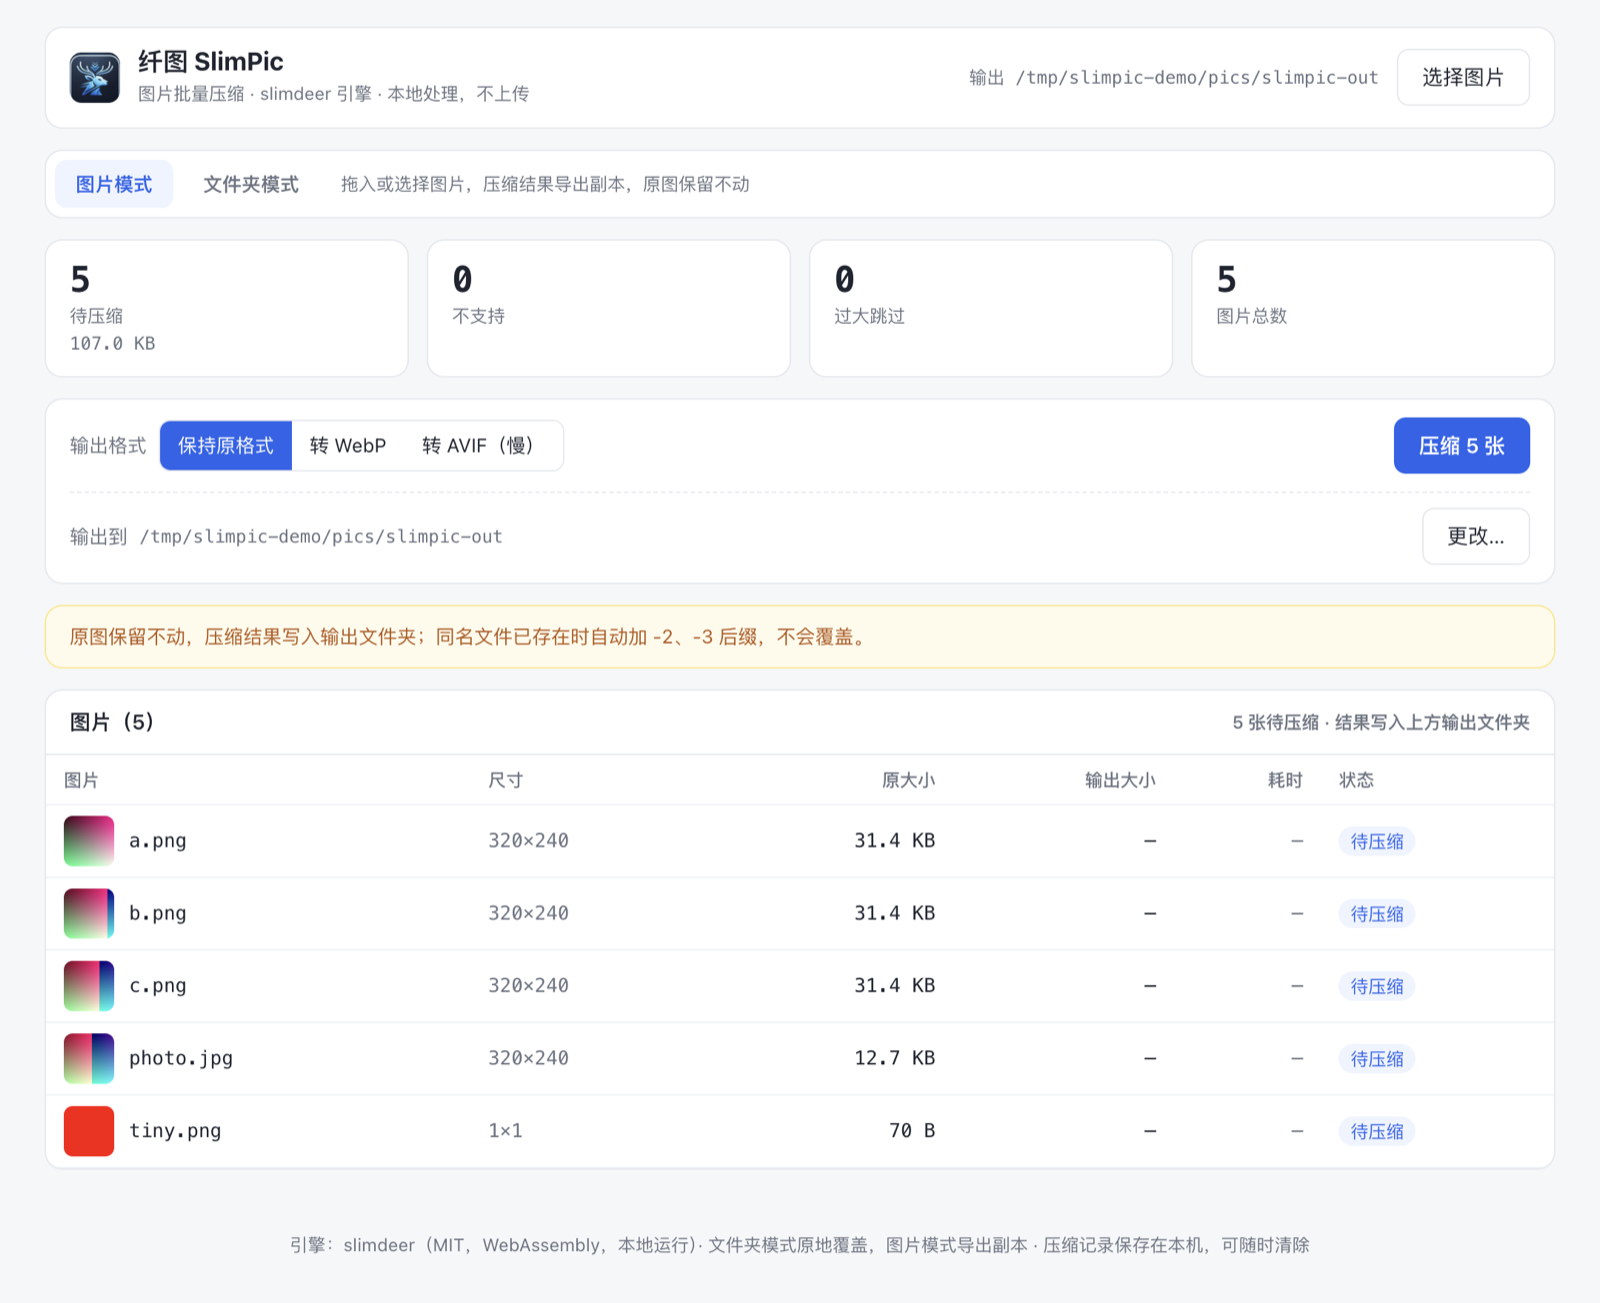 纤图 SlimPic
图片批量压缩 · slimdeer 引擎 · 本地处理，不上传
输出 /tmp/slimpic-demo/pics/slimpic-out
选择图片
图片模式
文件夹模式
拖入或选择图片，压缩结果导出副本，原图保留不动
5
待压缩
107.0 KB
0
不支持
0
过大跳过
5
图片总数
输出格式
保持原格式
转 WebP
转 AVIF（慢）
压缩 5 张
输出到 /tmp/slimpic-demo/pics/slimpic-out
更改...
原图保留不动，压缩结果写入输出文件夹；同名文件已存在时自动加 -2、-3 后缀，不会覆盖。
图片（5）
5 张待压缩 · 结果写入上方输出文件夹
图片 尺寸 原大小 输出大小 耗时 状态
a.png 320×240 31.4 KB — — 待压缩
b.png 320×240 31.4 KB — — 待压缩
c.png 320×240 31.4 KB — — 待压缩
photo.jpg 320×240 12.7 KB — — 待压缩
tiny.png 1×1 70 B — — 待压缩
引擎：slimdeer（MIT，WebAssembly，本地运行）· 文件夹模式原地覆盖，图片模式导出副本 · 压缩记录保存在本机，可随时清除